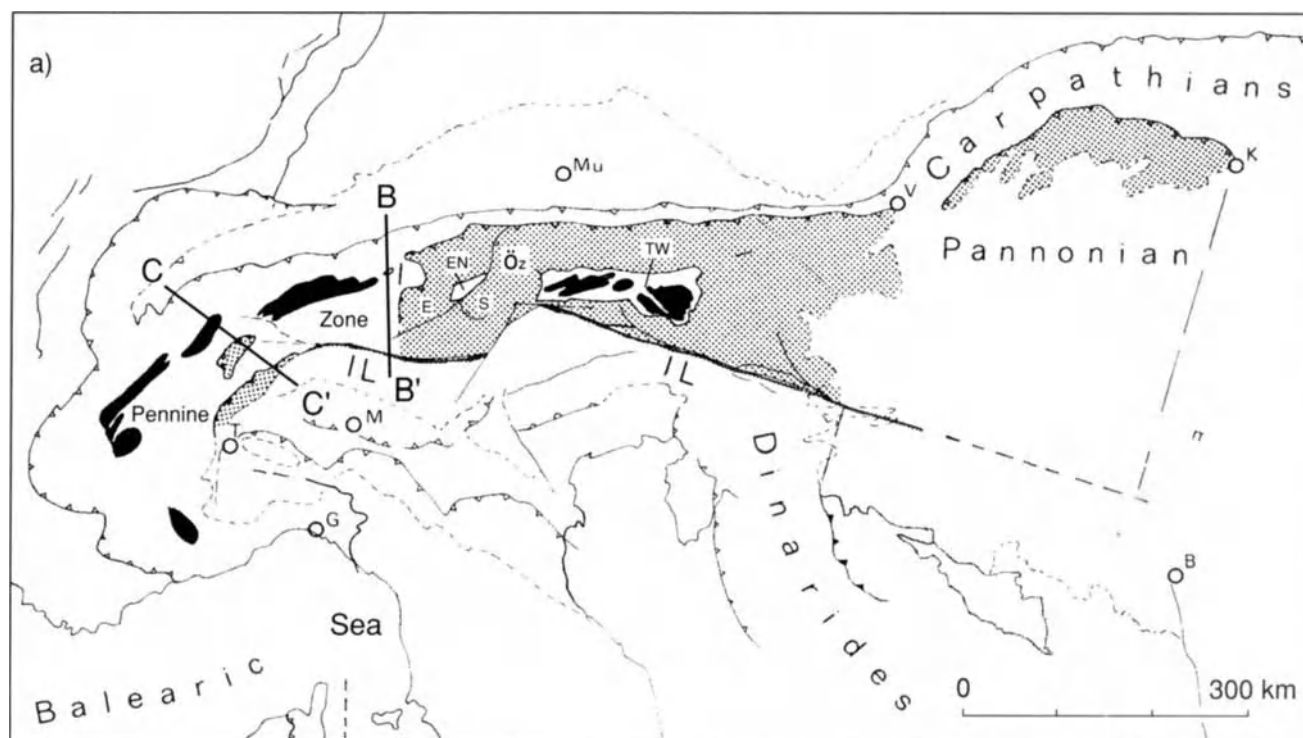 a)
Carpathians
K
Mu
V
B
Pannonian
TW
EN
Öz
C
E
S
Zone
IL
IL
B'
C'
M
Pennine
T
Dinarides
G
B
Sea
Balearic
0 300 km